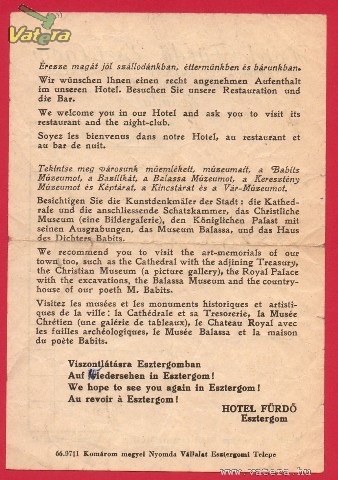 Vatera
Érezze magát jól szállodánkban, éttermünkben és bárunkban.
Wir wünschen Ihnen einen recht angenehmen Aufenthalt
im unseren Hotel. Besuchen Sie unsere Restauration und
die Bar.
We welcome you in our Hotel and ask you to visit its
restaurant and the night-club.
Soyez les bienvenus dans notre Hotel, au restaurant et
au bar de nuit.
Tekintse meg városunk műemlékeit, múzeumait, a Babits
Múzeumot, a Basilikát, a Balassa Múzeumot, a Keresztény
Múzeumot és Képtárat, a Kincstárat és a Vár-Múzeumot.
Besichtigen Sie die Kunstdenkmäler der Stadt : die Kathed-
rafe und die anschliessende Schatzkammer, das Christliche
Museum (eine Bildergalerie), den Königlichen Palast mit
seinen Ausgrabungen, das Museum Balassa, und das Haus
des Dichters Babits.
We recommend you to visit the art-memorials of our
town too, such as the Cathedral with the adjining Treasury,
the Christian Museum (a picture gallery), the Royal Palace
with the excavations, the Balassa Museum and the country-
house of our poeth M. Babits.
Visitez les musées et les monuments historiques et artisti-
ques de la ville : la Cathédrale et sa Tresorerie, la Musée
Chrétien (une galérie de tableaux), le Chateau Royal avec
les fuilles archéologiques, le Musée Balassa et la maison
du poète Babits.
Viszontlátásra Esztergomban
Auf Wiedersehen in Esztergom !
We hope to see you again in Esztergom !
Au revoir à Esztergom !
HOTEL FÜRDŐ
Esztergom
66.9711 Komárom megyei Nyomda Vállalat Esztergomi Telepe
www.vatera.hu